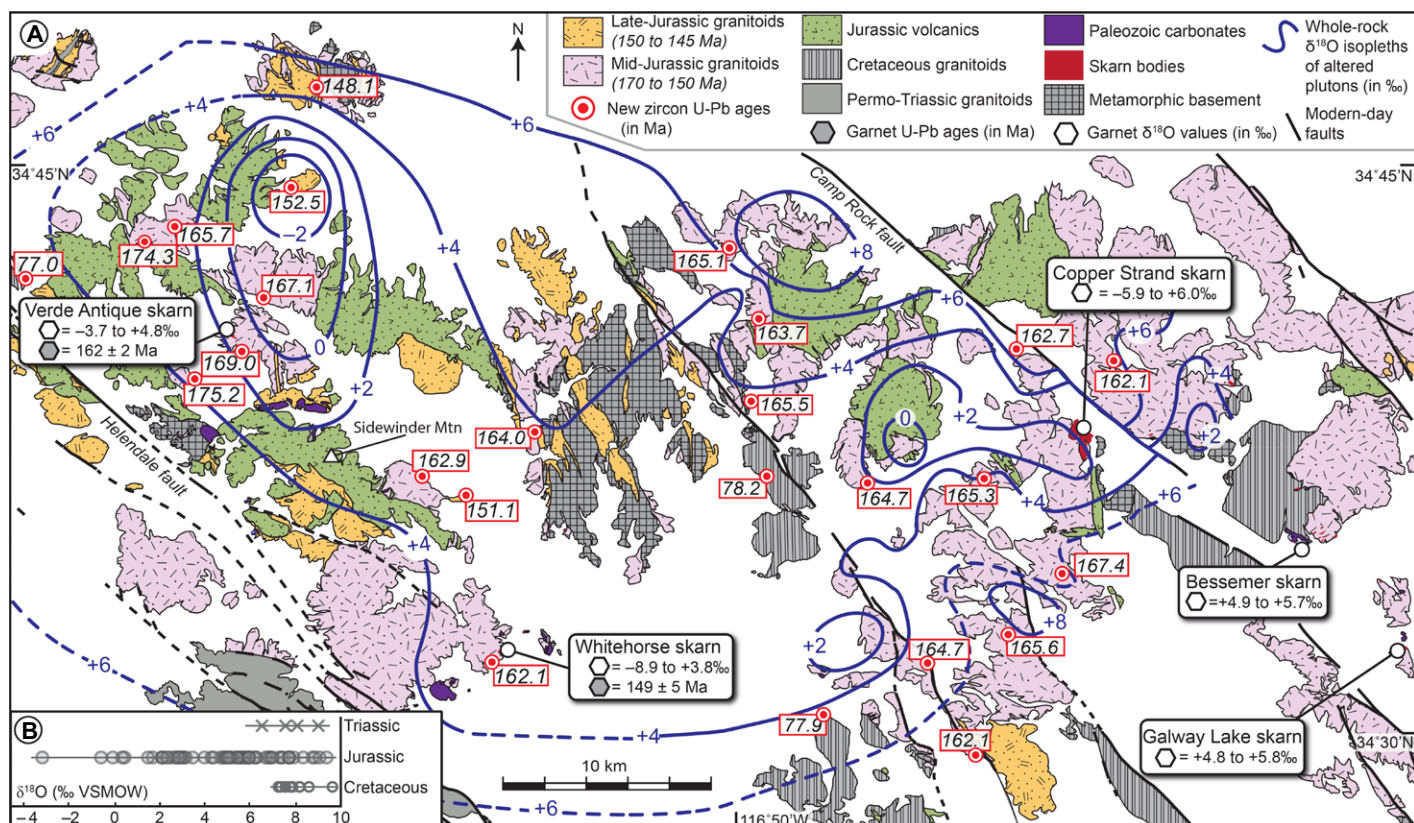 A
Late-Jurassic granitoids
(150 to 145 Ma)
Mid-Jurassic granitoids
(170 to 150 Ma)
New zircon U-Pb ages
(in Ma)
Jurassic volcanics
Cretaceous granitoids
Permo-Triassic granitoids
Garnet U-Pb ages (in Ma)
Paleozoic carbonates
Skarn bodies
Metamorphic basement
Garnet δ¹⁸O values (in ‰)
Whole-rock
δ¹⁸O isopleths
of altered
plutons (in ‰)
Modern-day
faults
N
+6
+4
148.1
+6
34°45'N
34°45'N
152.5
–2
165.7
174.3
77.0
167.1
+4
165.1
+8
Camp Rock fault
Copper Strand skarn
= –5.9 to +6.0‰
+6
+6
Verde Antique skarn
= –3.7 to +4.8‰
= 162 ± 2 Ma
0
163.7
162.7
162.1
+4
169.0
175.2
+2
+4
165.5
+2
0
+2
Helendale fault
Sidewinder Mtn
164.0
162.9
151.1
78.2
164.7
165.3
+4
+6
+4
167.4
Bessemer skarn
=+4.9 to +5.7‰
+8
+2
165.6
164.7
+6
Whitehorse skarn
= –8.9 to +3.8‰
= 149 ± 5 Ma
162.1
Galway Lake skarn
= +4.8 to +5.8‰
77.9
162.1
+4
34°30'N
10 km
+6
116°50'W
B
Triassic
Jurassic
Cretaceous
δ¹⁸O (‰ VSMOW)
–4 –2 0 2 4 6 8 10